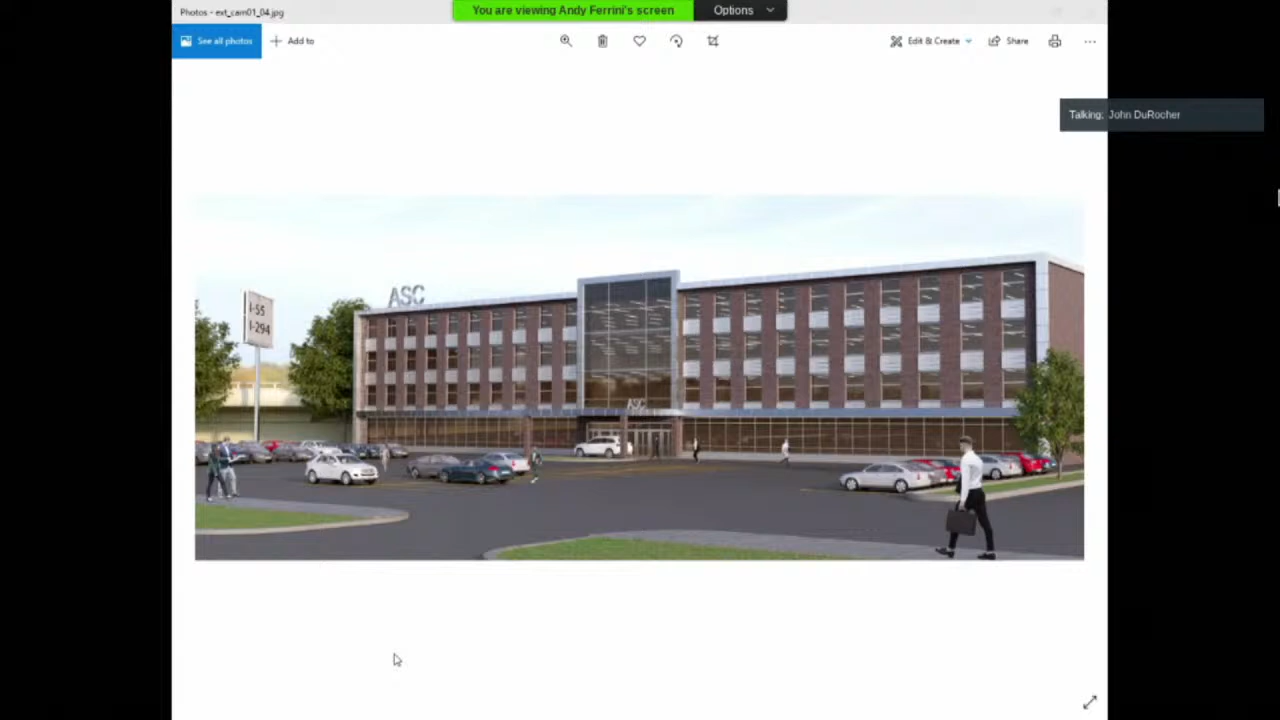 Photos - ext_cam01_04.jpg
You are viewing Andy Ferrini's screen
Options
See all photos
Add to
Edit & Create
Share
Talking: John DuRocher
ASC
I-55
I-294
ASC